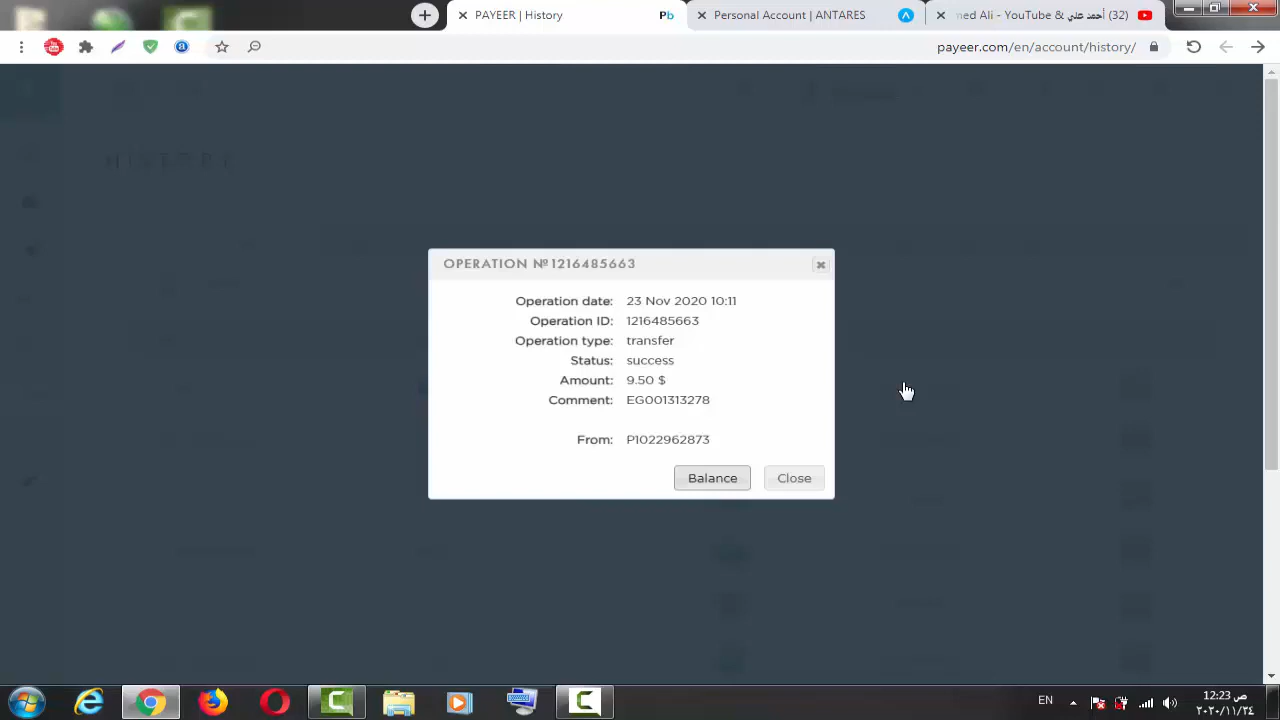 PAYEER | History
Pb
Personal Account | ANTARES
(32) أحمد علي - YouTube & ned Ali
payeer.com/en/account/history/
HISTORY
OPERATION №1216485663
Operation date: 23 Nov 2020 10:11
Operation ID: 1216485663
Operation type: transfer
Status: success
Amount: 9.50 $
Comment: EG001313278
From: P1022962873
Balance
Close
EN
12:23 ص
٢٠٢٠/١١/٢٤